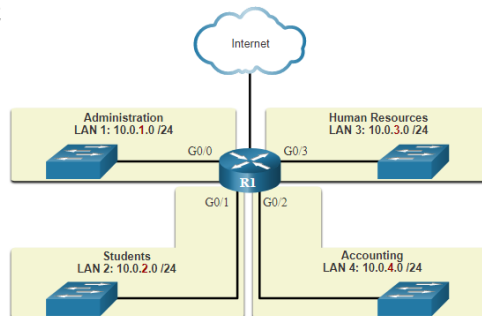 Internet
Administration
LAN 1: 10.0.1.0 /24
Human Resources
LAN 3: 10.0.3.0 /24
G0/0
G0/3
R1
G0/1
G0/2
Students
LAN 2: 10.0.2.0 /24
Accounting
LAN 4: 10.0.4.0 /24